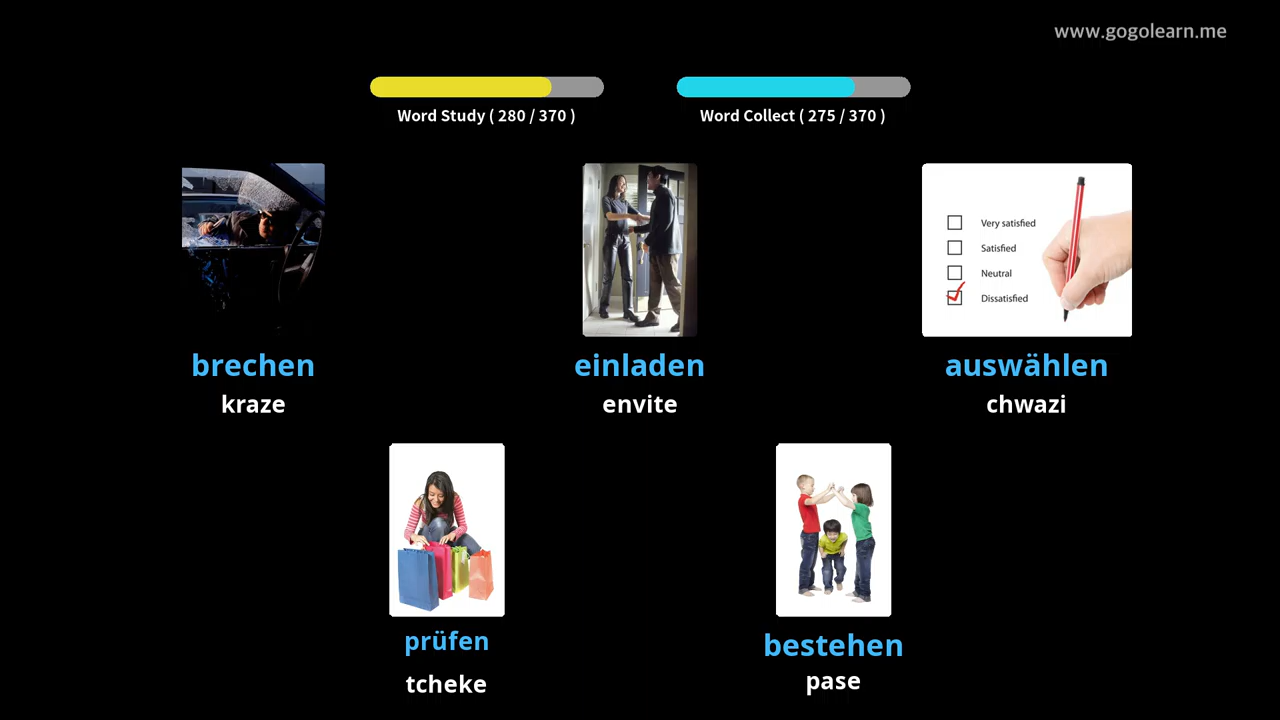 www.gogolearn.me
Word Study ( 280 / 370 )
Word Collect ( 275 / 370 )
Very satisfied
Satisfied
Neutral
Dissatisfied
brechen
einladen
auswählen
kraze
envite
chwazi
prüfen
bestehen
tcheke
pase